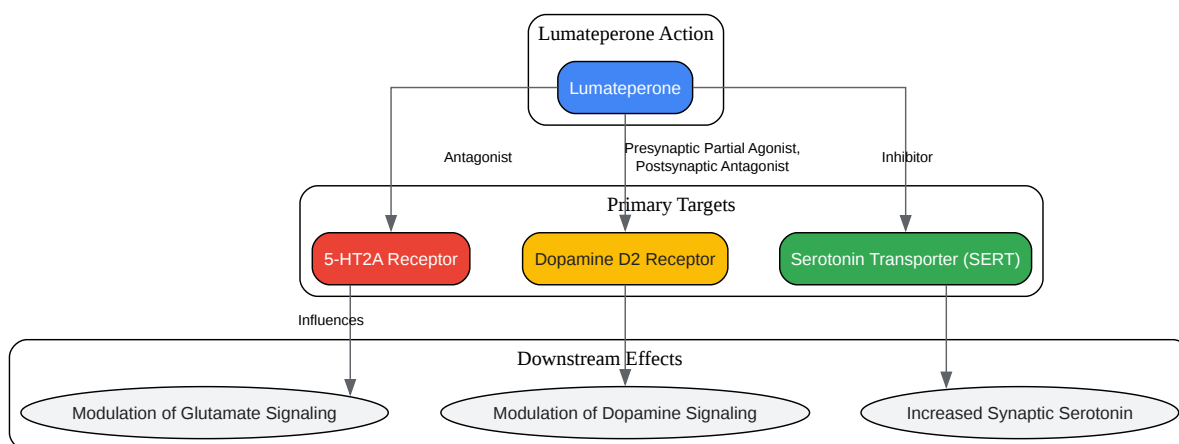 Lumateperone Action
Lumateperone
Antagonist
Presynaptic Partial Agonist,
Postsynaptic Antagonist
Inhibitor
Primary Targets
5-HT2A Receptor
Dopamine D2 Receptor
Serotonin Transporter (SERT)
Influences
Downstream Effects
Modulation of Glutamate Signaling
Modulation of Dopamine Signaling
Increased Synaptic Serotonin